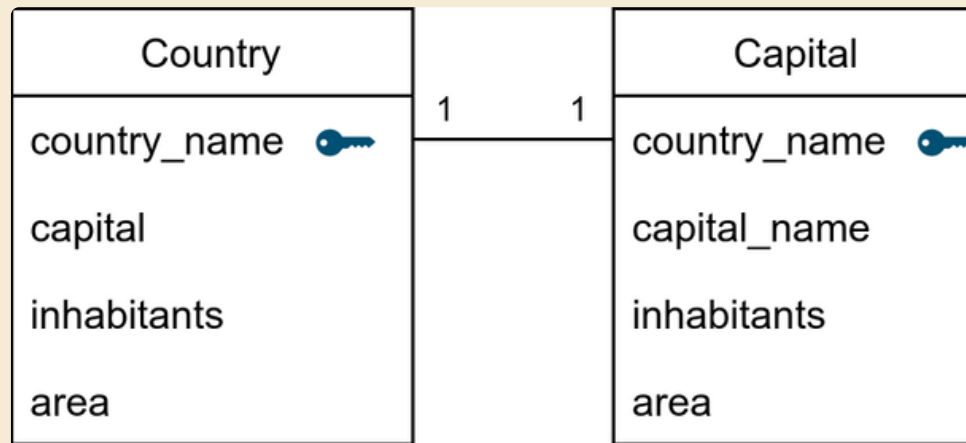 Country
country_name
capital
inhabitants
area
1 1
Capital
country_name
capital_name
inhabitants
area